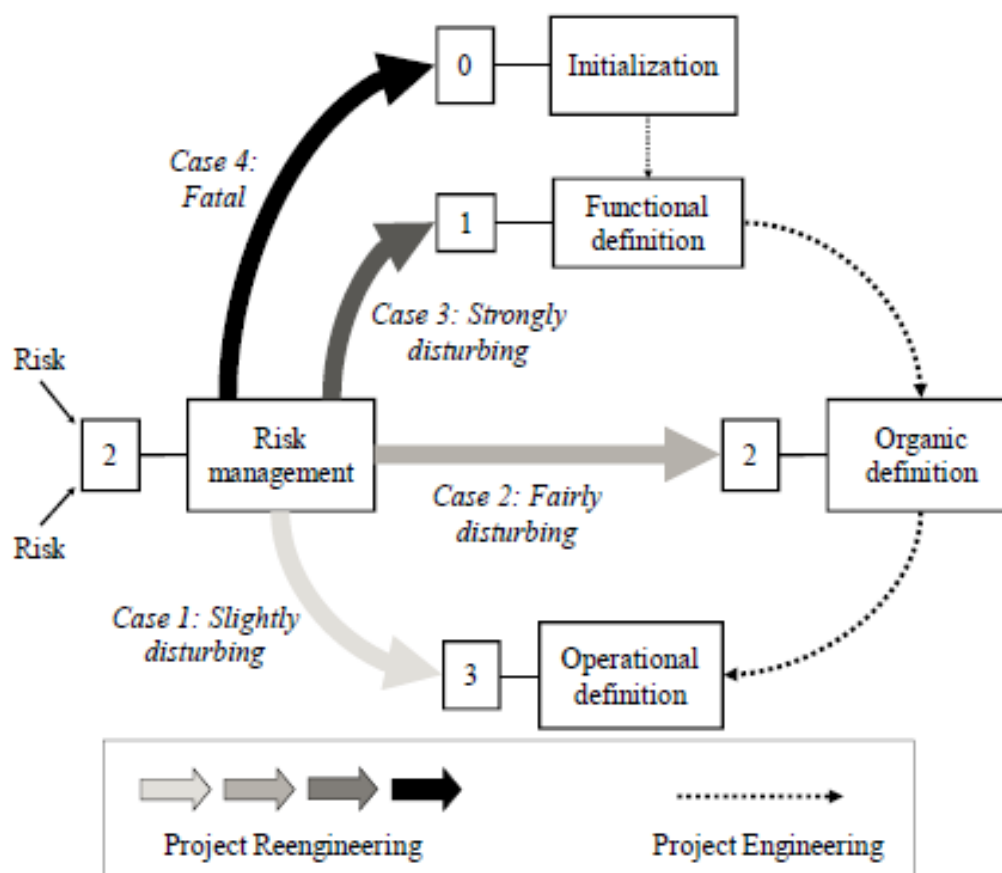 0
Initialization
Case 4:
Fatal
1
Functional
definition
Case 3: Strongly
disturbing
Risk
2
Risk
management
2
Organic
definition
Case 2: Fairly
disturbing
Risk
Case 1: Slightly
disturbing
3
Operational
definition
Project Reengineering
Project Engineering